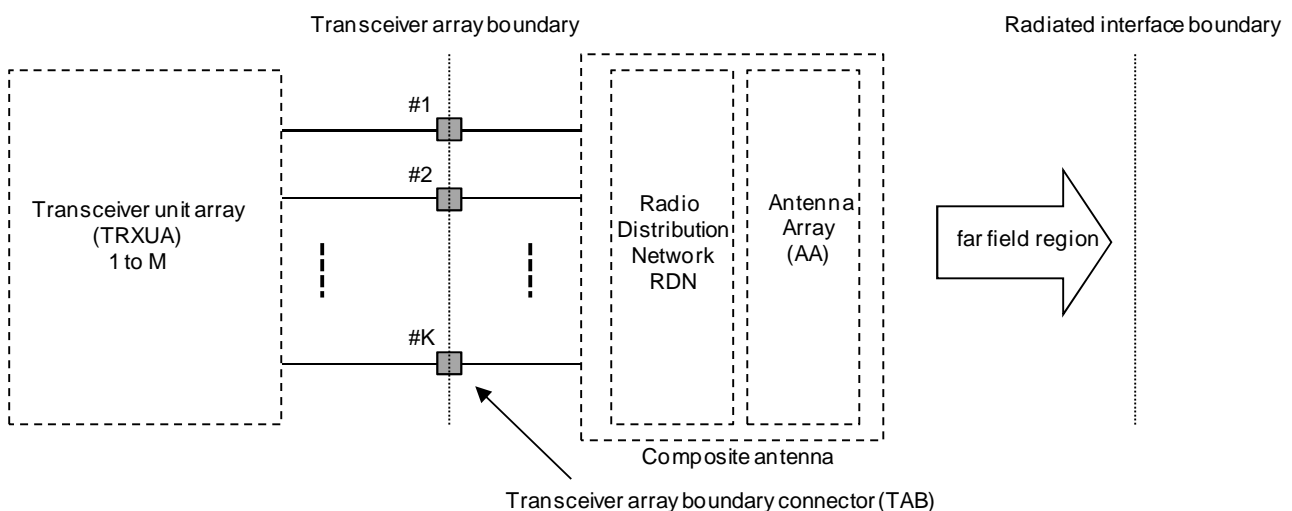 Transceiver array boundary
Radiated interface boundary
#1
#2
#K
Transceiver unit array
(TRXUA)
1 to M
Radio
Distribution
Network
RDN
Antenna
Array
(AA)
far field region
Composite antenna
Transceiver array boundary connector (TAB)